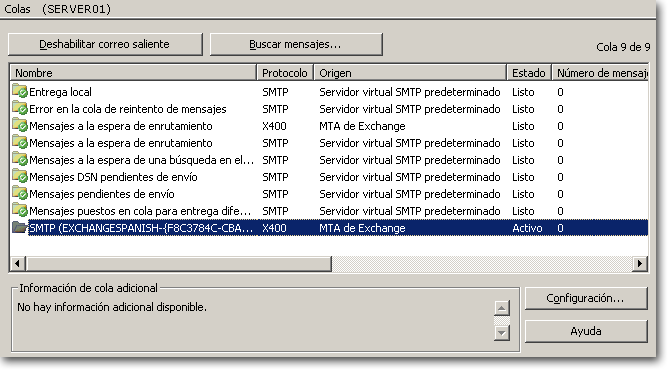 Colas (SERVER01)
Deshabilitar correo saliente Buscar mensajes... Cola 9 de 9
Nombre Protocolo Origen Estado Número de mensaj
Entrega local SMTP Servidor virtual SMTP predeterminado Listo 0
Error en la cola de reintento de mensajes SMTP Servidor virtual SMTP predeterminado Listo 0
Mensajes a la espera de enrutamiento X400 MTA de Exchange Listo 0
Mensajes a la espera de enrutamiento SMTP Servidor virtual SMTP predeterminado Listo 0
Mensajes a la espera de una búsqueda en el... SMTP Servidor virtual SMTP predeterminado Listo 0
Mensajes DSN pendientes de envío SMTP Servidor virtual SMTP predeterminado Listo 0
Mensajes pendientes de envío SMTP Servidor virtual SMTP predeterminado Listo 0
Mensajes puestos en cola para entrega dife... SMTP Servidor virtual SMTP predeterminado Listo 0
SMTP (EXCHANGESPANISH-{F8C3784C-CBA... X400 MTA de Exchange Activo 0
Información de cola adicional
No hay información adicional disponible.
Configuración...
Ayuda